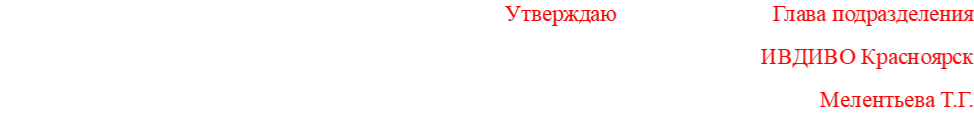 Утверждаю Глава подразделения
ИВДИВО Красноярск
Мелентьева Т.Г.